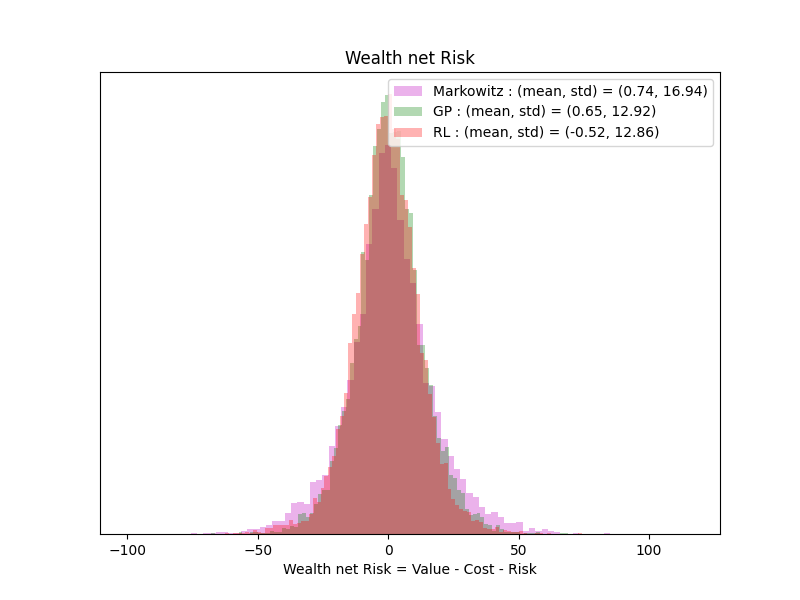 Wealth net Risk
Markowitz : (mean, std) = (0.74, 16.94)
GP : (mean, std) = (0.65, 12.92)
RL : (mean, std) = (-0.52, 12.86)
−100 −50 0 50 100
Wealth net Risk = Value - Cost - Risk